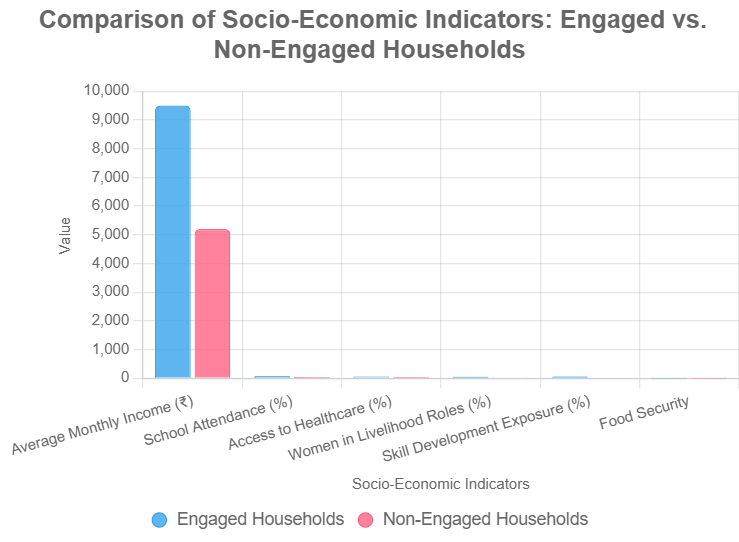 Comparison of Socio-Economic Indicators: Engaged vs.
Non-Engaged Households
10,000
9,000
8,000
7,000
6,000
5,000
4,000
3,000
2,000
1,000
0
Value
Average Monthly Income (₹)
School Attendance (%)
Access to Healthcare (%)
Women in Livelihood Roles (%)
Skill Development Exposure (%)
Food Security
Socio-Economic Indicators
Engaged Households
Non-Engaged Households